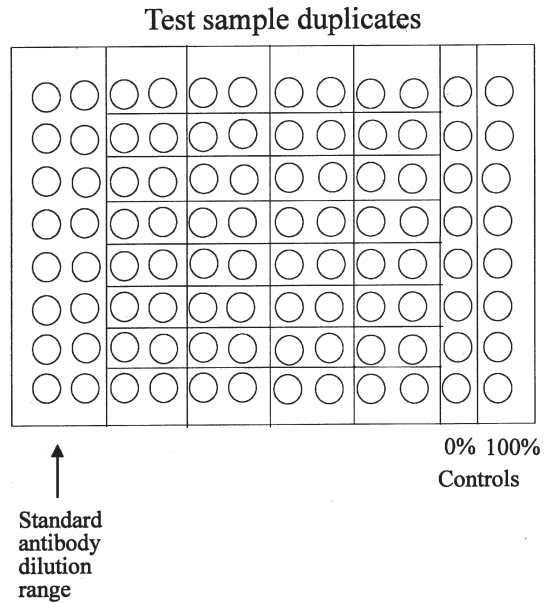 Test sample duplicates
0% 100%
Controls
Standard
antibody
dilution
range